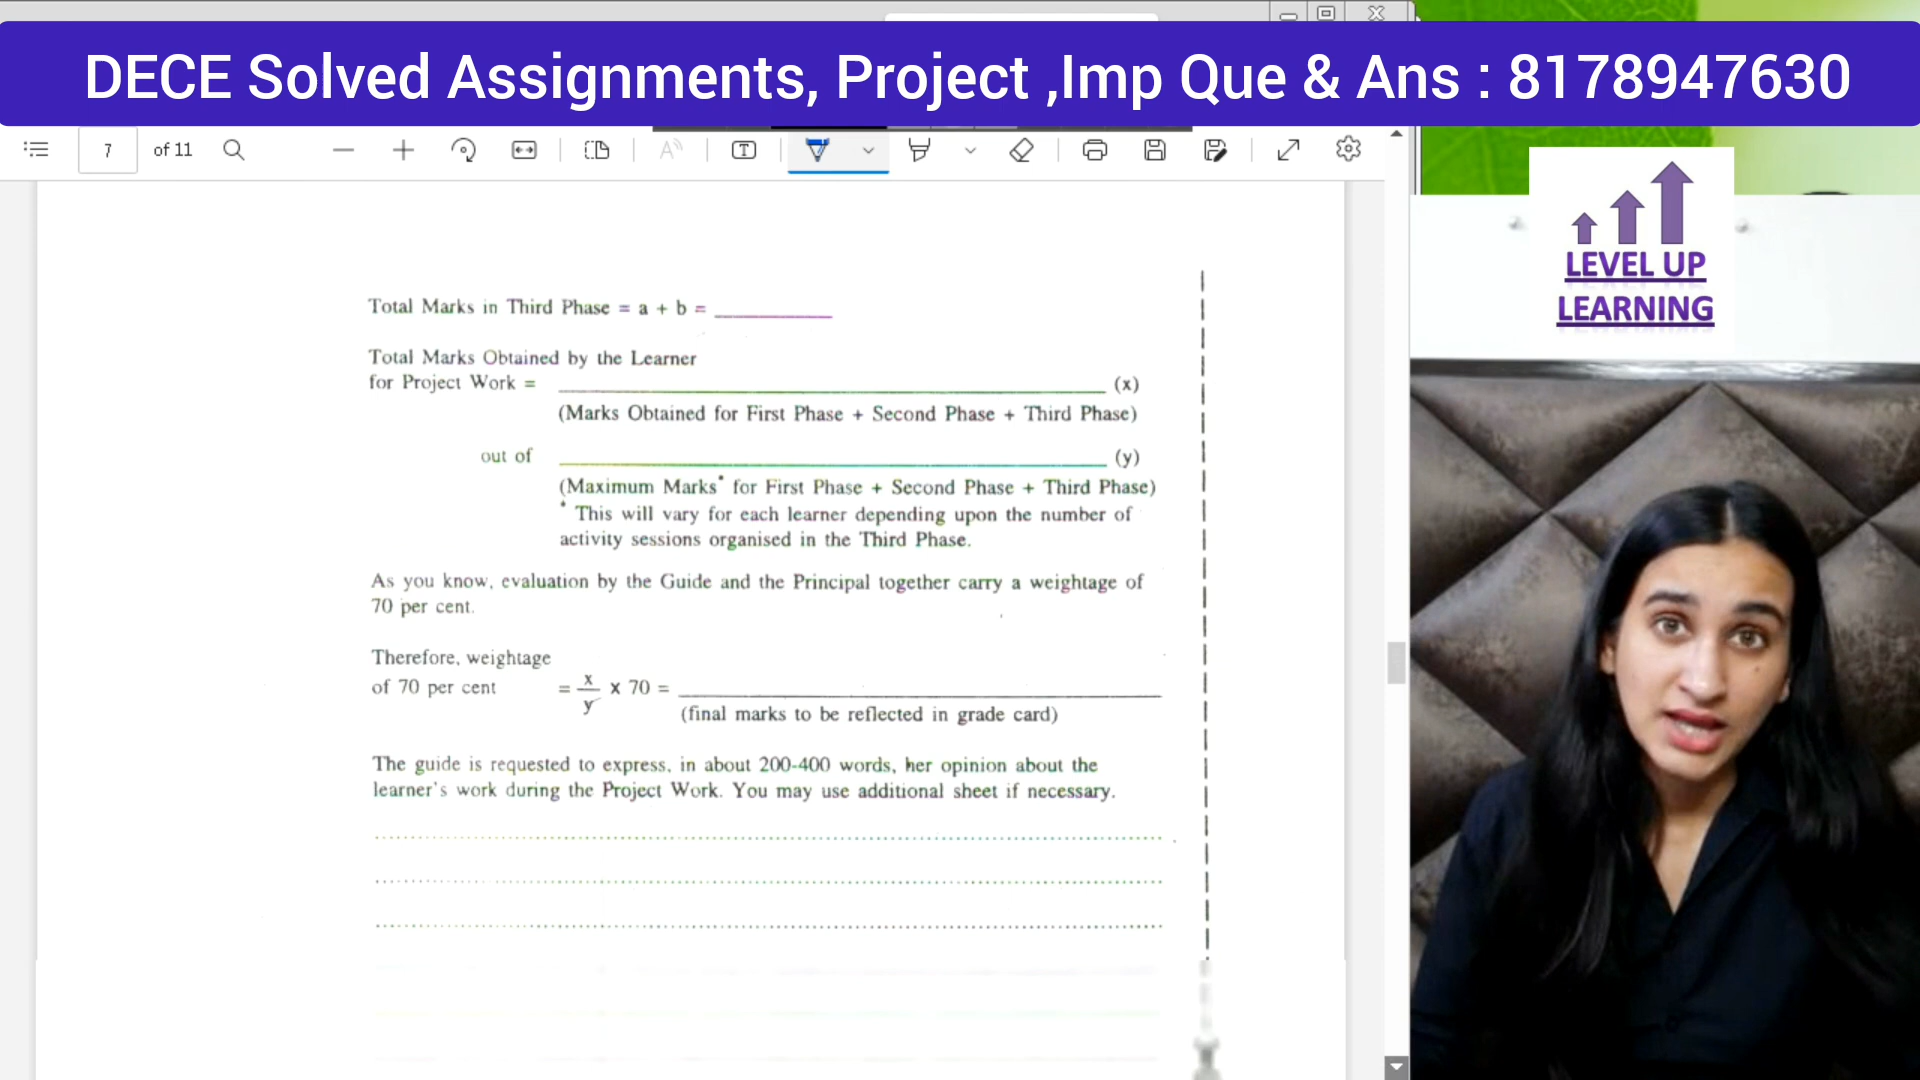 DECE Solved Assignments, Project ,Imp Que & Ans : 8178947630
7 of 11
LEVEL UP
LEARNING
Total Marks in Third Phase = a + b =
Total Marks Obtained by the Learner
for Project Work = (x)
(Marks Obtained for First Phase + Second Phase + Third Phase)
out of (y)
(Maximum Marks* for First Phase + Second Phase + Third Phase)
* This will vary for each learner depending upon the number of
activity sessions organised in the Third Phase.
As you know, evaluation by the Guide and the Principal together carry a weightage of
70 per cent.
Therefore, weightage
of 70 per cent = x/y x 70 =
(final marks to be reflected in grade card)
The guide is requested to express, in about 200-400 words, her opinion about the
learner's work during the Project Work. You may use additional sheet if necessary.